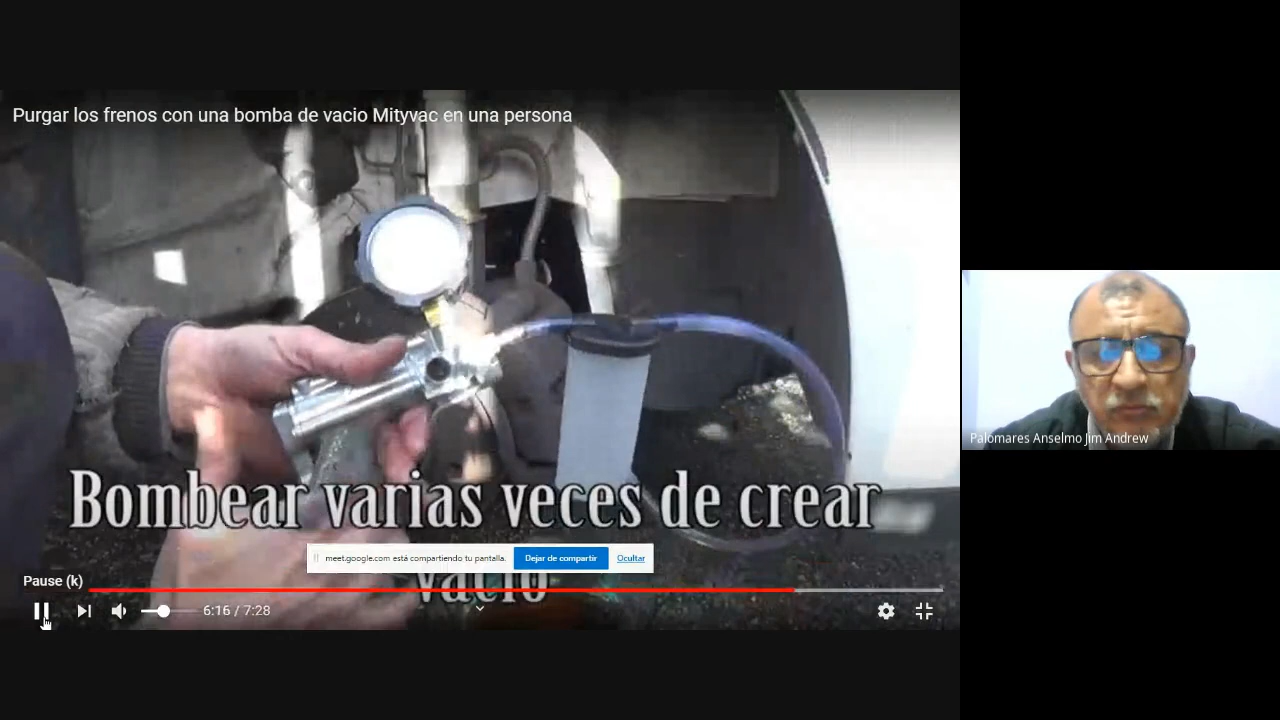 Purgar los frenos con una bomba de vacio Mityvac en una persona
Palomares Anselmo Jim Andrew
Bombear varias veces de crear
vacio
meet.google.com está compartiendo tu pantalla.
Dejar de compartir
Ocultar
Pause (k)
6:16 / 7:28